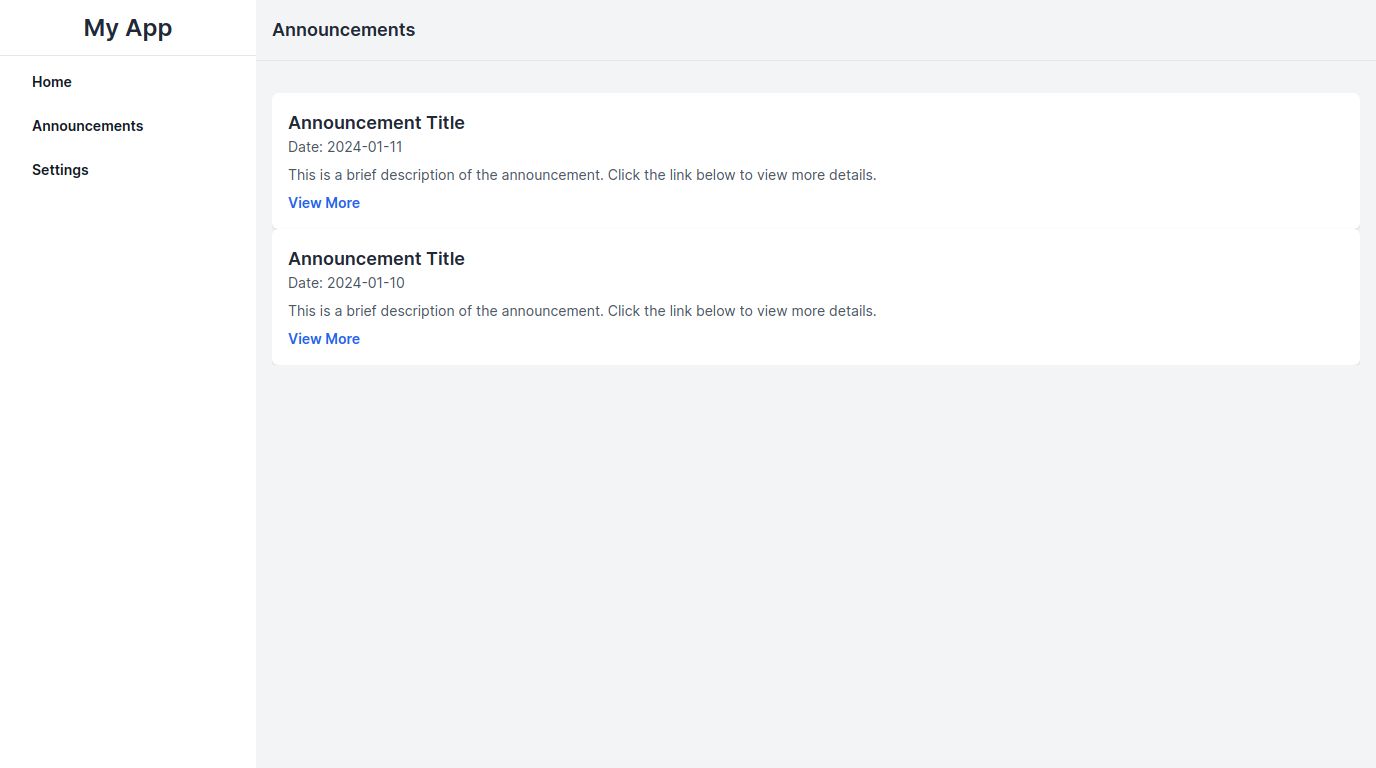 My App
Home
Announcements
Settings
Announcements
Announcement Title
Date: 2024-01-11
This is a brief description of the announcement. Click the link below to view more details.
View More
Announcement Title
Date: 2024-01-10
This is a brief description of the announcement. Click the link below to view more details.
View More